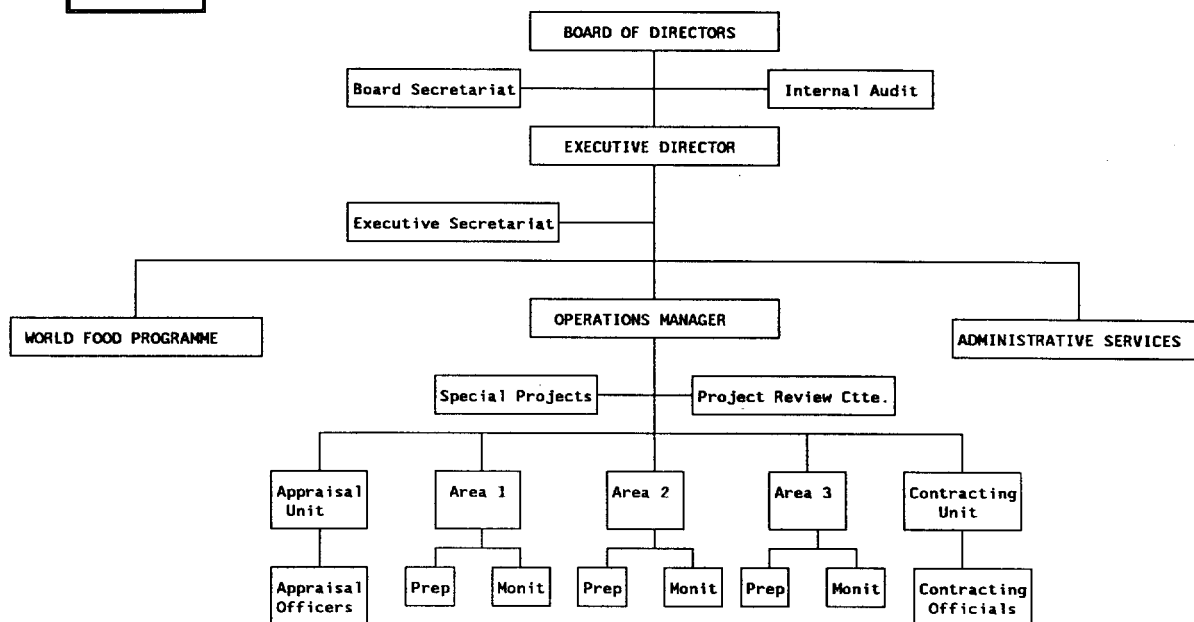 BOARD OF DIRECTORS
Board Secretariat
Internal Audit
EXECUTIVE DIRECTOR
Executive Secretariat
WORLD FOOD PROGRAMME
OPERATIONS MANAGER
ADMINISTRATIVE SERVICES
Special Projects
Project Review Ctte.
Appraisal
Unit
Area 1
Area 2
Area 3
Contracting
Unit
Appraisal
Officers
Prep
Monit
Prep
Monit
Prep
Monit
Contracting
Officials